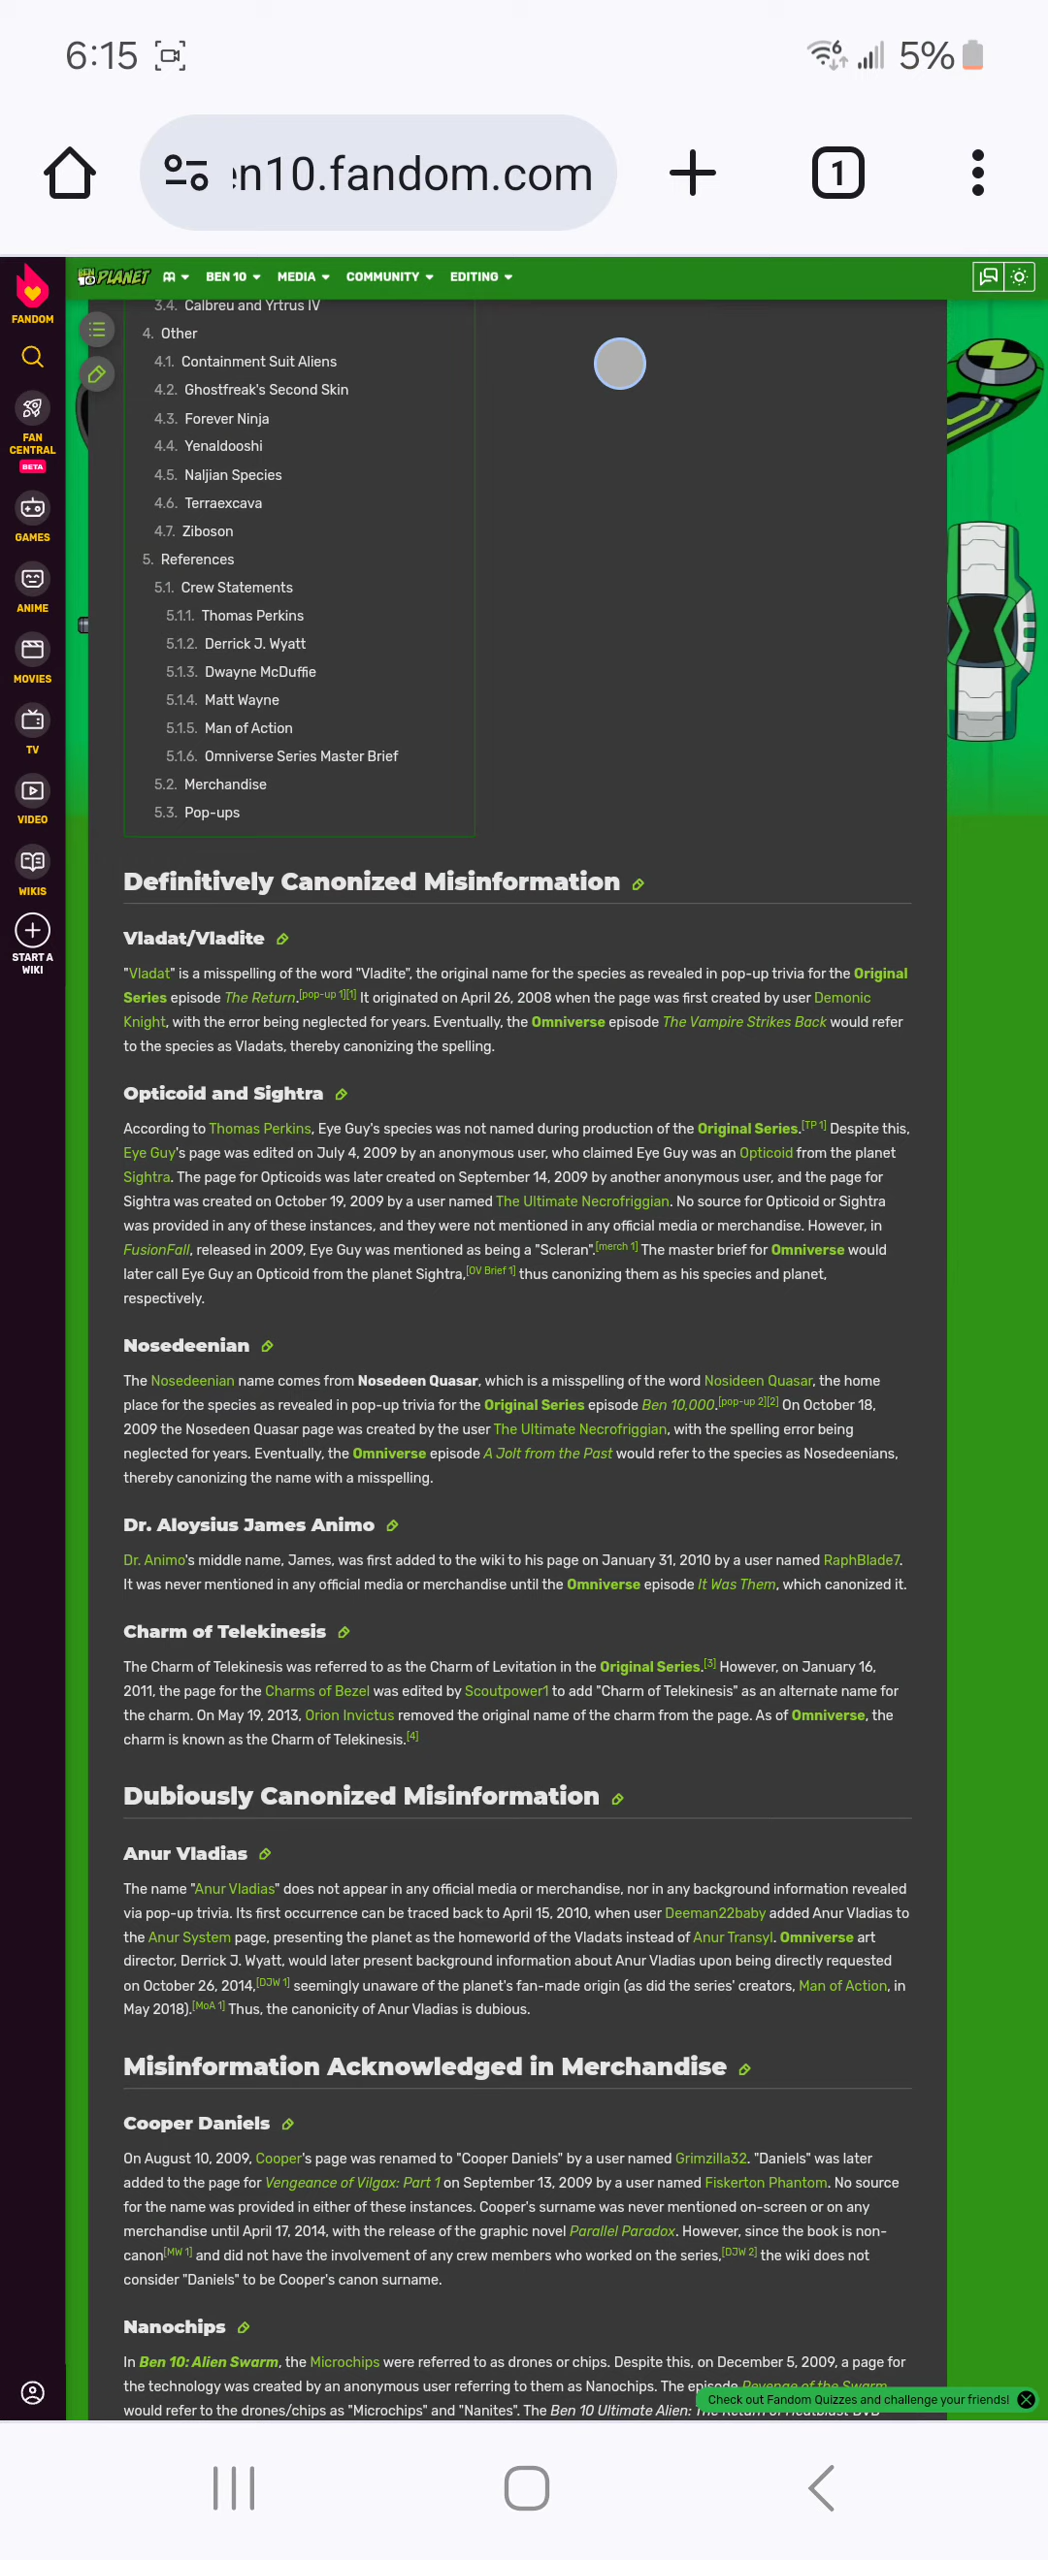 6:15
6
5%
en10.fandom.com
1
FANDOM
FAN
CENTRAL
BETA
GAMES
ANIME
MOVIES
TV
VIDEO
WIKIS
START A
WIKI
BEN 10 PLANET
BEN 10
MEDIA
COMMUNITY
EDITING
3.4. Calbreu and Yrtrus IV
4. Other
4.1. Containment Suit Aliens
4.2. Ghostfreak's Second Skin
4.3. Forever Ninja
4.4. Yenaldooshi
4.5. Naljian Species
4.6. Terraexcava
4.7. Ziboson
5. References
5.1. Crew Statements
5.1.1. Thomas Perkins
5.1.2. Derrick J. Wyatt
5.1.3. Dwayne McDuffie
5.1.4. Matt Wayne
5.1.5. Man of Action
5.1.6. Omniverse Series Master Brief
5.2. Merchandise
5.3. Pop-ups
Definitively Canonized Misinformation
Vladat/Vladite
"Vladat" is a misspelling of the word "Vladite", the original name for the species as revealed in pop-up trivia for the Original
Series episode The Return.[pop-up 1][1] It originated on April 26, 2008 when the page was first created by user Demonic
Knight, with the error being neglected for years. Eventually, the Omniverse episode The Vampire Strikes Back would refer
to the species as Vladats, thereby canonizing the spelling.
Opticoid and Sightra
According to Thomas Perkins, Eye Guy's species was not named during production of the Original Series.[TP 1] Despite this,
Eye Guy's page was edited on July 4, 2009 by an anonymous user, who claimed Eye Guy was an Opticoid from the planet
Sightra. The page for Opticoids was later created on September 14, 2009 by another anonymous user, and the page for
Sightra was created on October 19, 2009 by a user named The Ultimate Necrofriggian. No source for Opticoid or Sightra
was provided in any of these instances, and they were not mentioned in any official media or merchandise. However, in
FusionFall, released in 2009, Eye Guy was mentioned as being a "Scleran".[merch 1] The master brief for Omniverse would
later call Eye Guy an Opticoid from the planet Sightra,[OV Brief 1] thus canonizing them as his species and planet,
respectively.
Nosedeenian
The Nosedeenian name comes from Nosedeen Quasar, which is a misspelling of the word Nosideen Quasar, the home
place for the species as revealed in pop-up trivia for the Original Series episode Ben 10,000.[pop-up 2][2] On October 18,
2009 the Nosedeen Quasar page was created by the user The Ultimate Necrofriggian, with the spelling error being
neglected for years. Eventually, the Omniverse episode A Jolt from the Past would refer to the species as Nosedeenians,
thereby canonizing the name with a misspelling.
Dr. Aloysius James Animo
Dr. Animo's middle name, James, was first added to the wiki to his page on January 31, 2010 by a user named RaphBlade7.
It was never mentioned in any official media or merchandise until the Omniverse episode It Was Them, which canonized it.
Charm of Telekinesis
The Charm of Telekinesis was referred to as the Charm of Levitation in the Original Series.[3] However, on January 16,
2011, the page for the Charms of Bezel was edited by Scoutpower1 to add "Charm of Telekinesis" as an alternate name for
the charm. On May 19, 2013, Orion Invictus removed the original name of the charm from the page. As of Omniverse, the
charm is known as the Charm of Telekinesis.[4]
Dubiously Canonized Misinformation
Anur Vladias
The name "Anur Vladias" does not appear in any official media or merchandise, nor in any background information revealed
via pop-up trivia. Its first occurrence can be traced back to April 15, 2010, when user Deeman22baby added Anur Vladias to
the Anur System page, presenting the planet as the homeworld of the Vladats instead of Anur Transyl. Omniverse art
director, Derrick J. Wyatt, would later present background information about Anur Vladias upon being directly requested
on October 26, 2014,[DJW 1] seemingly unaware of the planet's fan-made origin (as did the series' creators, Man of Action, in
May 2018).[MoA 1] Thus, the canonicity of Anur Vladias is dubious.
Misinformation Acknowledged in Merchandise
Cooper Daniels
On August 10, 2009, Cooper's page was renamed to "Cooper Daniels" by a user named Grimzilla32. "Daniels" was later
added to the page for Vengeance of Vilgax: Part 1 on September 13, 2009 by a user named Fiskerton Phantom. No source
for the name was provided in either of these instances. Cooper's surname was never mentioned on-screen or on any
merchandise until April 17, 2014, with the release of the graphic novel Parallel Paradox. However, since the book is non-
canon[MW 1] and did not have the involvement of any crew members who worked on the series,[DJW 2] the wiki does not
consider "Daniels" to be Cooper's canon surname.
Nanochips
In Ben 10: Alien Swarm, the Microchips were referred to as drones or chips. Despite this, on December 5, 2009, a page for
the technology was created by an anonymous user referring to them as Nanochips. The episode Revenge of the Swarm
would refer to the drones/chips as "Microchips" and "Nanites". The Ben 10 Ultimate Alien: The Return of Heatblast DVD
Check out Fandom Quizzes and challenge your friends!